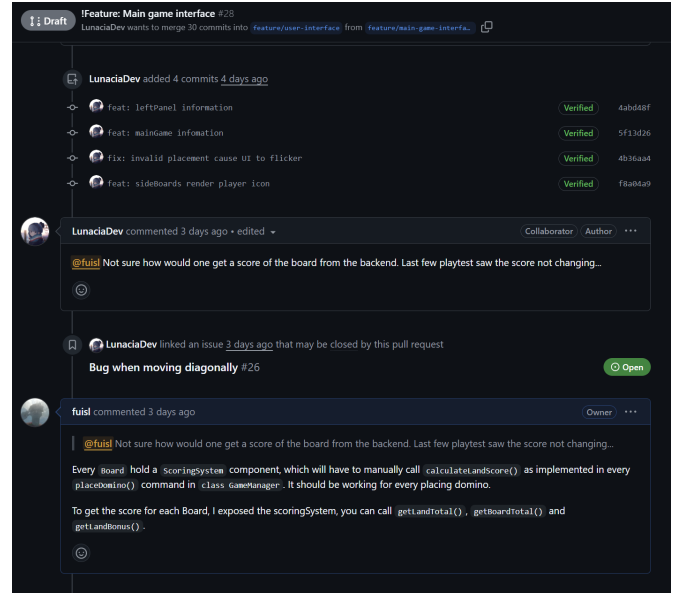 Draft
!Feature: Main game interface #28
LunaciaDev wants to merge 30 commits into feature/user-interface from feature/main-game-interfa…
LunaciaDev added 4 commits 4 days ago
feat: leftPanel information Verified 4abd48f
feat: mainGame infomation Verified 5f13d26
fix: invalid placement cause UI to flicker Verified 4b36aa4
feat: sideBoards render player icon Verified f8a04a9
LunaciaDev commented 3 days ago • edited Collaborator Author
@fuisl Not sure how would one get a score of the board from the backend. Last few playtest saw the score not changing...
LunaciaDev linked an issue 3 days ago that may be closed by this pull request
Bug when moving diagonally #26 Open
fuisl commented 3 days ago Owner
@fuisl Not sure how would one get a score of the board from the backend. Last few playtest saw the score not changing...
Every Board hold a ScoringSystem component, which will have to manually call calculateLandScore() as implemented in every
placeDomino() command in class GameManager. It should be working for every placing domino.
To get the score for each Board, I exposed the scoringSystem, you can call getLandTotal(), getBoardTotal() and
getLandBonus().